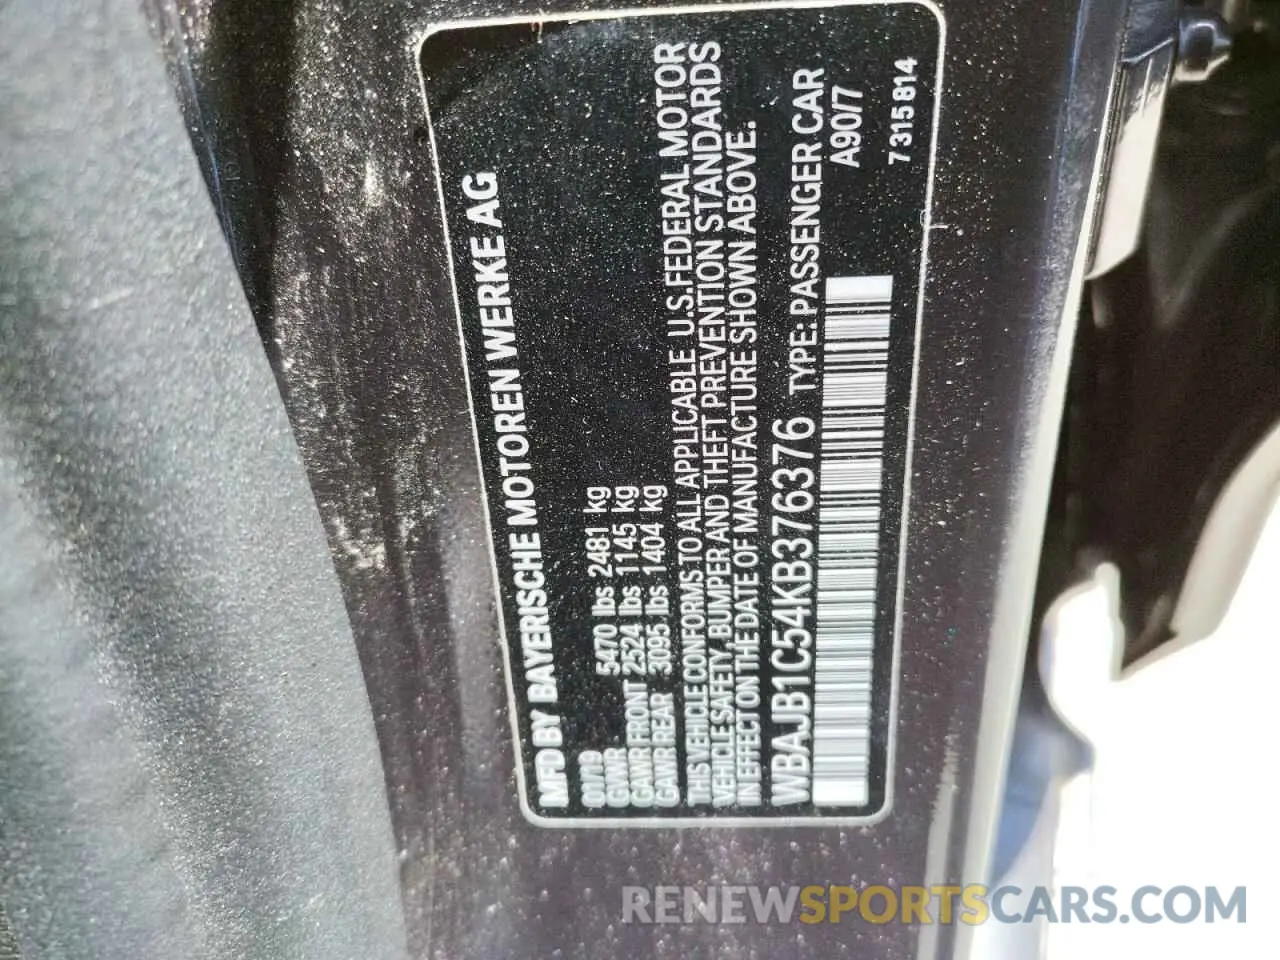 MFD BY BAYERISCHE MOTOREN WERKE AG
01/19
GVWR 5470 lbs 2481 kg
GAWR FRONT 2524 lbs 1145 kg
GAWR REAR 3095 lbs 1404 kg
THIS VEHICLE CONFORMS TO ALL APPLICABLE U.S.FEDERAL MOTOR
VEHICLE SAFETY, BUMPER AND THEFT PREVENTION STANDARDS
IN EFFECT ON THE DATE OF MANUFACTURE SHOWN ABOVE.
WBAJB1C54KB376376 TYPE: PASSENGER CAR
A90/7
7 315 814
RENEWSPORTSCARS.COM